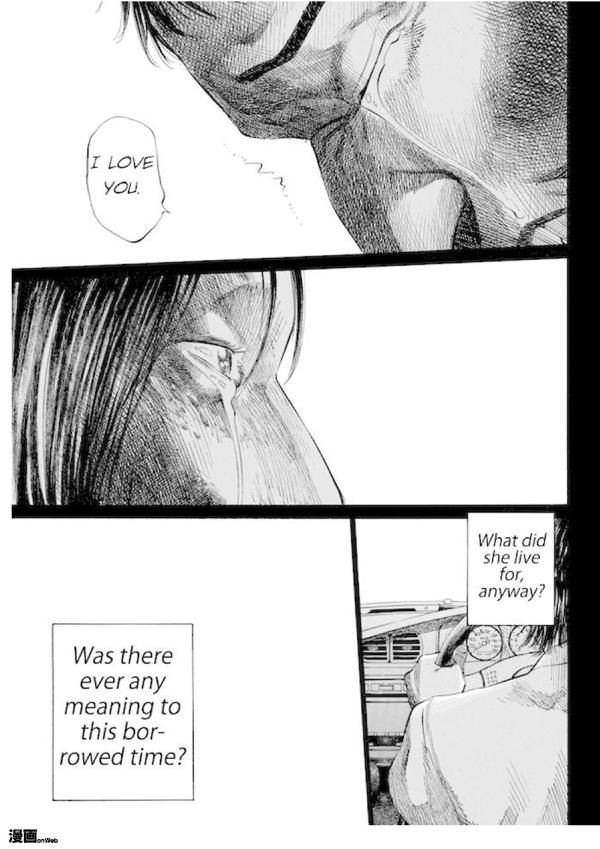 I LOVE
YOU.
What did
she live
for,
anyway?
Was there
ever any
meaning to
this bor-
rowed time?
漫画onWeb